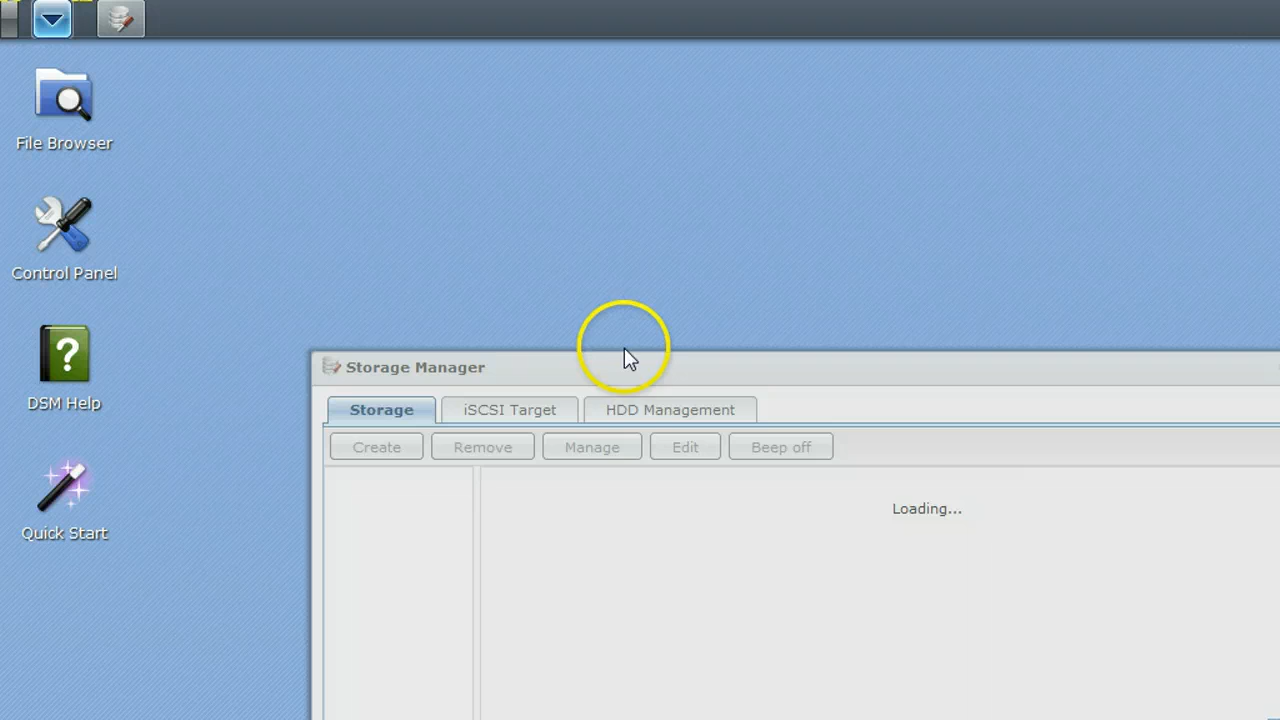 File Browser
Control Panel
DSM Help
Quick Start
Storage Manager
Storage iSCSI Target HDD Management
Create Remove Manage Edit Beep off
Loading...